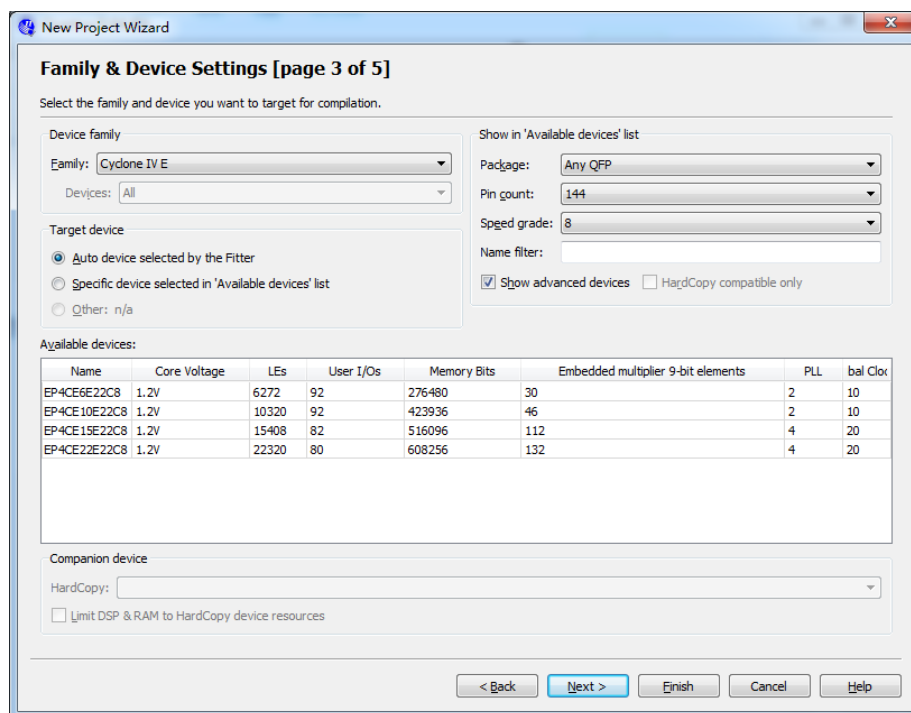 New Project Wizard
Family & Device Settings [page 3 of 5]
Select the family and device you want to target for compilation.
Device family
Family: Cyclone IV E
Devices: All
Show in 'Available devices' list
Package: Any QFP
Pin count: 144
Speed grade: 8
Name filter:
Show advanced devices HardCopy compatible only
Target device
Auto device selected by the Fitter
Specific device selected in 'Available devices' list
Other: n/a
Available devices:
Name Core Voltage LEs User I/Os Memory Bits Embedded multiplier 9-bit elements PLL bal Cloc
EP4CE6E22C8 1.2V 6272 92 276480 30 2 10
EP4CE10E22C8 1.2V 10320 92 423936 46 2 10
EP4CE15E22C8 1.2V 15408 82 516096 112 4 20
EP4CE22E22C8 1.2V 22320 80 608256 132 4 20
Companion device
HardCopy:
Limit DSP & RAM to HardCopy device resources
< Back Next > Finish Cancel Help